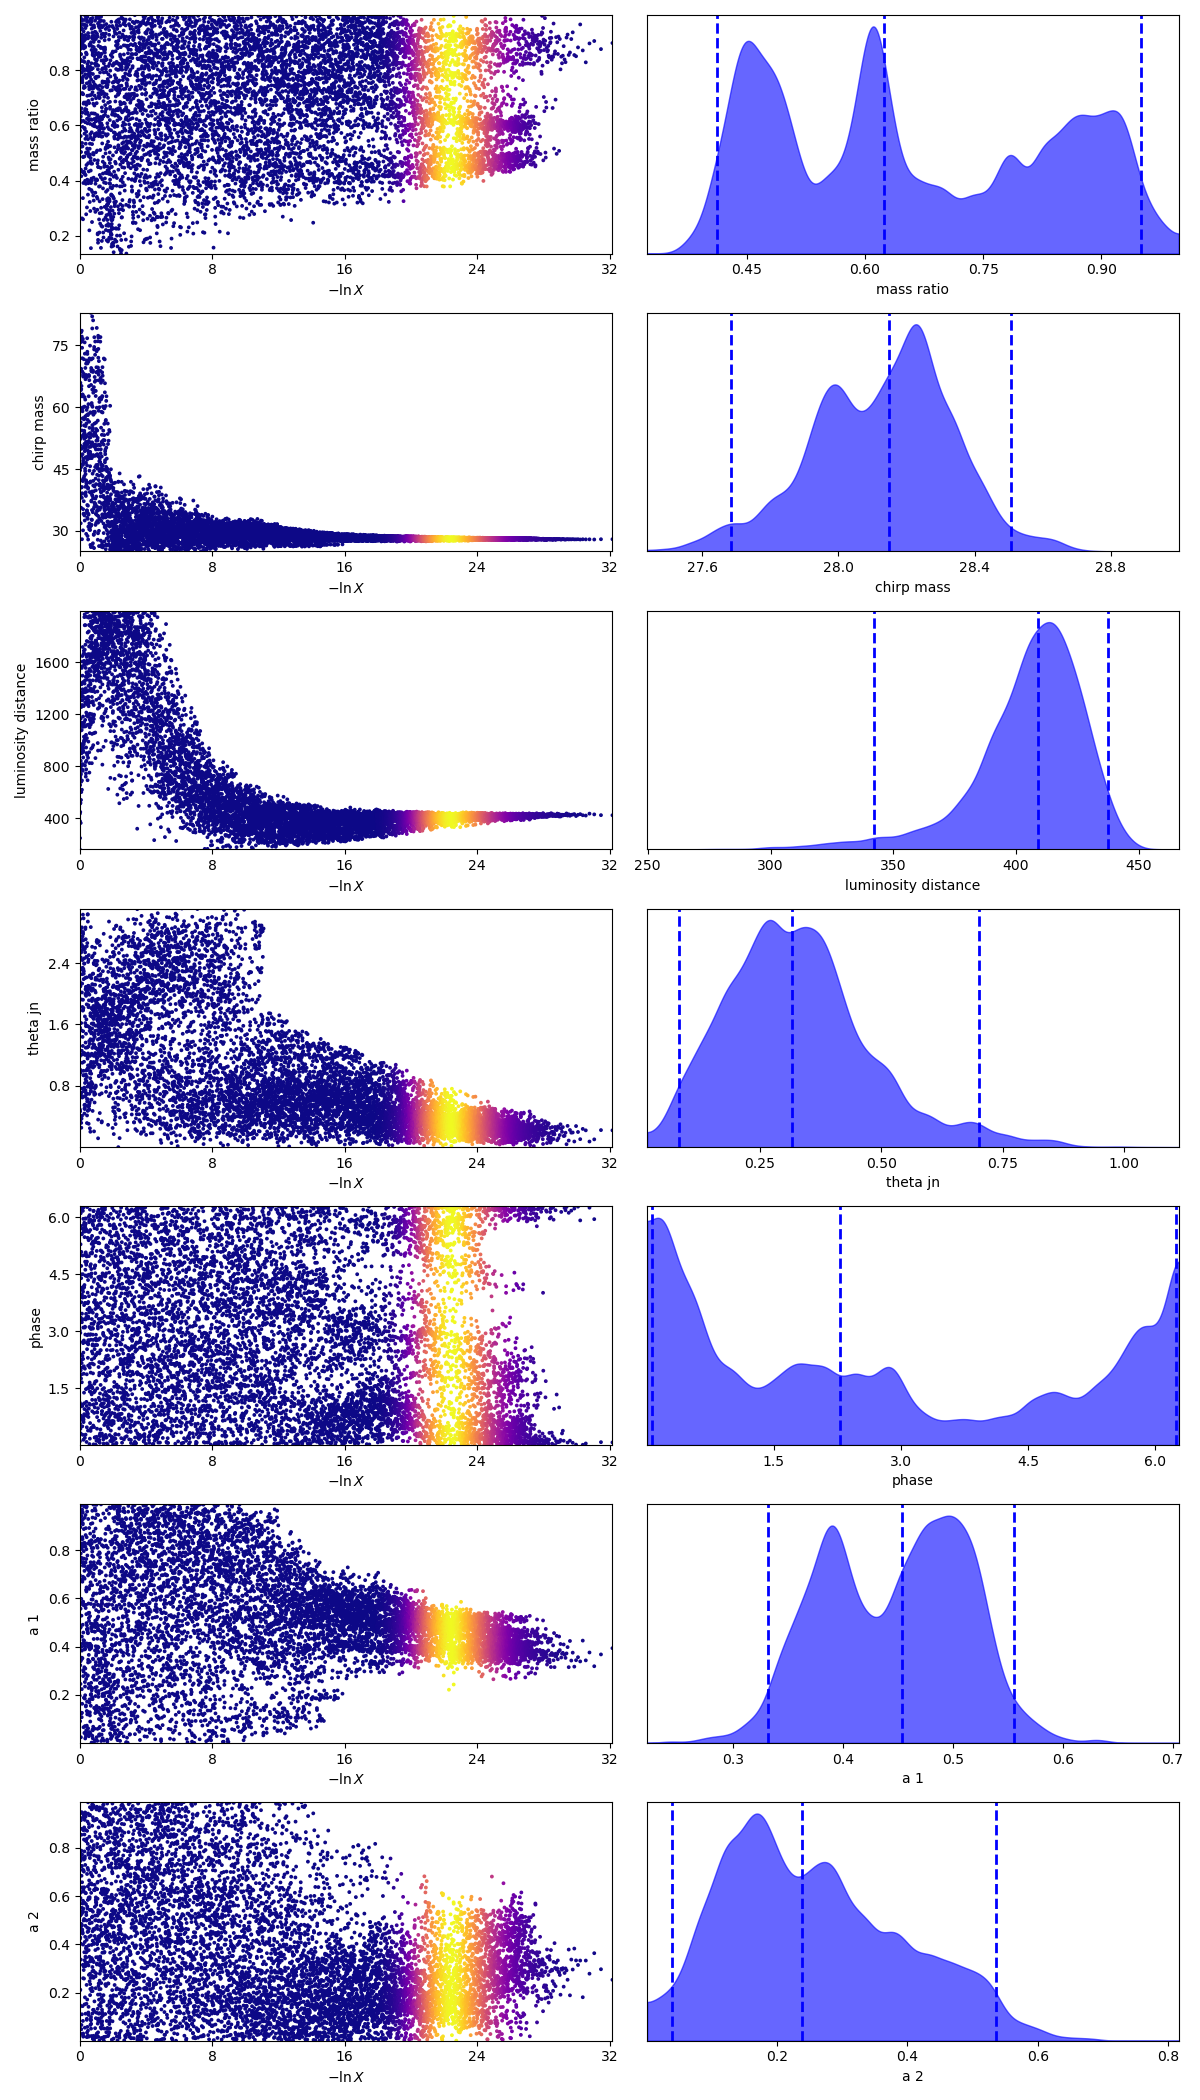 0.8
0.6
0.4
0.2
mass ratio
0 8 16 24 32
−ln X
0.45 0.60 0.75 0.90
mass ratio
75
60
45
30
chirp mass
0 8 16 24 32
−ln X
27.6 28.0 28.4 28.8
chirp mass
1600
1200
800
400
luminosity distance
0 8 16 24 32
−ln X
250 300 350 400 450
luminosity distance
2.4
1.6
0.8
theta jn
0 8 16 24 32
−ln X
0.25 0.50 0.75 1.00
theta jn
6.0
4.5
3.0
1.5
phase
0 8 16 24 32
−ln X
1.5 3.0 4.5 6.0
phase
0.8
0.6
0.4
0.2
a 1
0 8 16 24 32
−ln X
0.3 0.4 0.5 0.6 0.7
a 1
0.8
0.6
0.4
0.2
a 2
0 8 16 24 32
−ln X
0.2 0.4 0.6 0.8
a 2